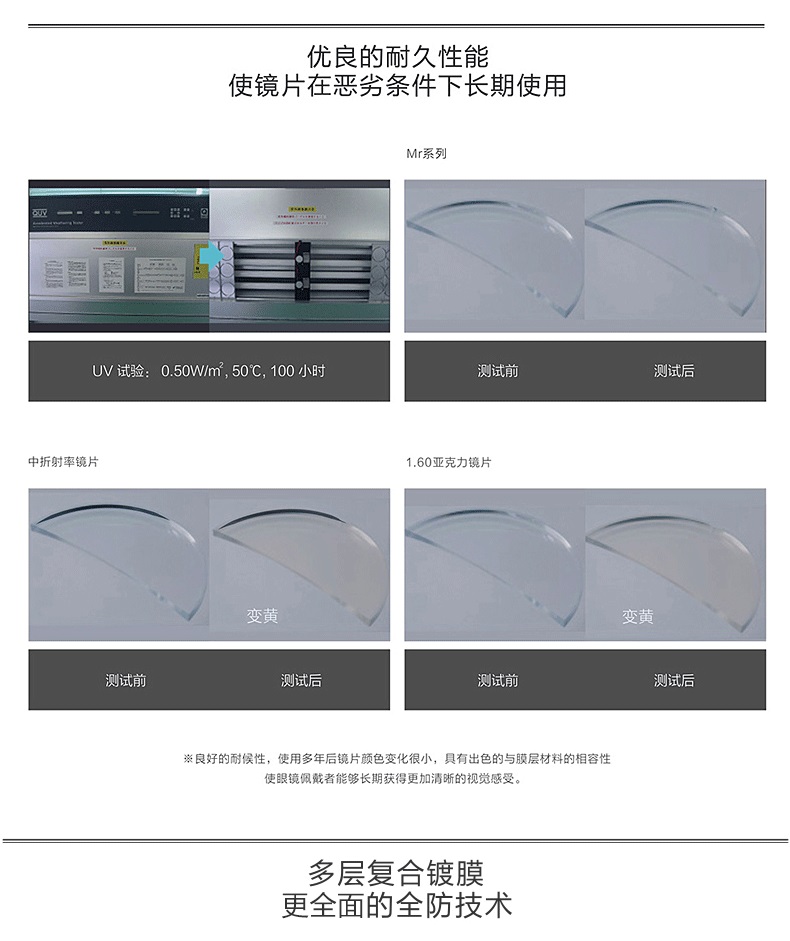 优良的耐久性能
使镜片在恶劣条件下长期使用
Mr系列
QUV
UV 试验：0.50W/m², 50℃, 100 小时
测试前
测试后
中折射率镜片
1.60亚克力镜片
变黄
变黄
测试前
测试后
测试前
测试后
※良好的耐候性，使用多年后镜片颜色变化很小，具有出色的与膜层材料的相容性
使眼镜佩戴者能够长期获得更加清晰的视觉感受。
多层复合镀膜
更全面的全防技术